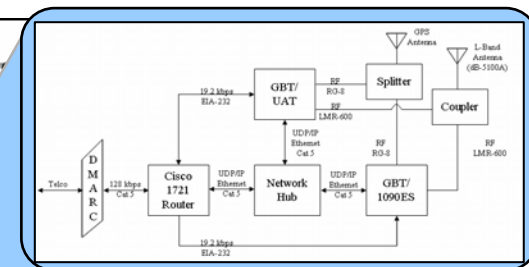 GPS
Antenna
L-Band
Antenna
(dB-5100A)
Splitter
GBT/
UAT
RF
RG-8
RF
LMR-600
Coupler
19.2 kbps
EIA-232
UDP/IP
Ethernet
Cat 5
RF
RG-8
RF
LMR-600
Telco
DMARC
128 kbps
Cat 5
Cisco
1721
Router
UDP/IP
Ethernet
Cat 5
Network
Hub
UDP/IP
Ethernet
Cat 5
GBT/
1090ES
19.2 kbps
EIA-232